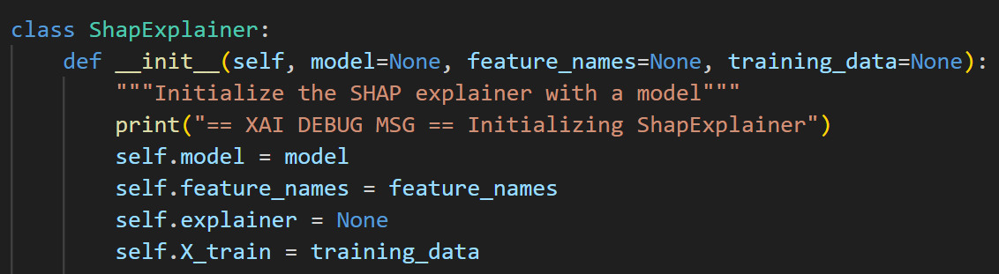 class ShapExplainer:
    def __init__(self, model=None, feature_names=None, training_data=None):
        """Initialize the SHAP explainer with a model"""
        print("== XAI DEBUG MSG == Initializing ShapExplainer")
        self.model = model
        self.feature_names = feature_names
        self.explainer = None
        self.X_train = training_data